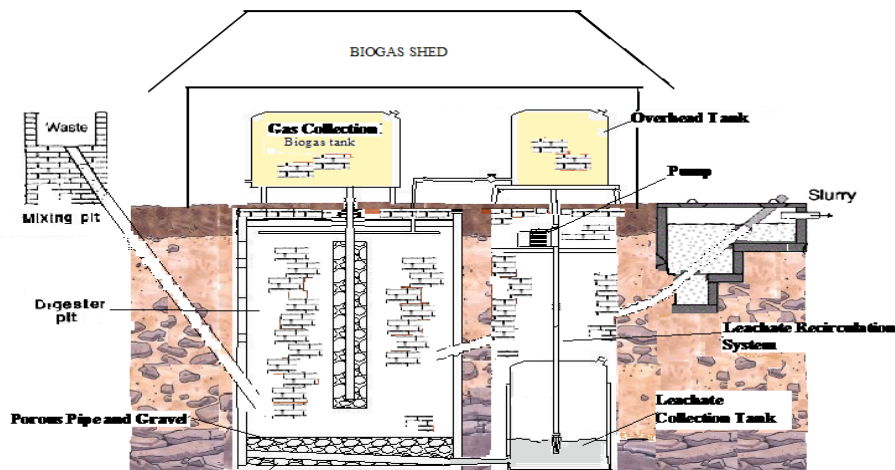 BIOGAS SHED
Waste
Gas Collection
Biogas tank
Overhead Tank
Pump
Slurry
Mixing pit
Digester
pit
Leachate Recirculation
System
Leachate
Collection Tank
Porous Pipe and Gravel